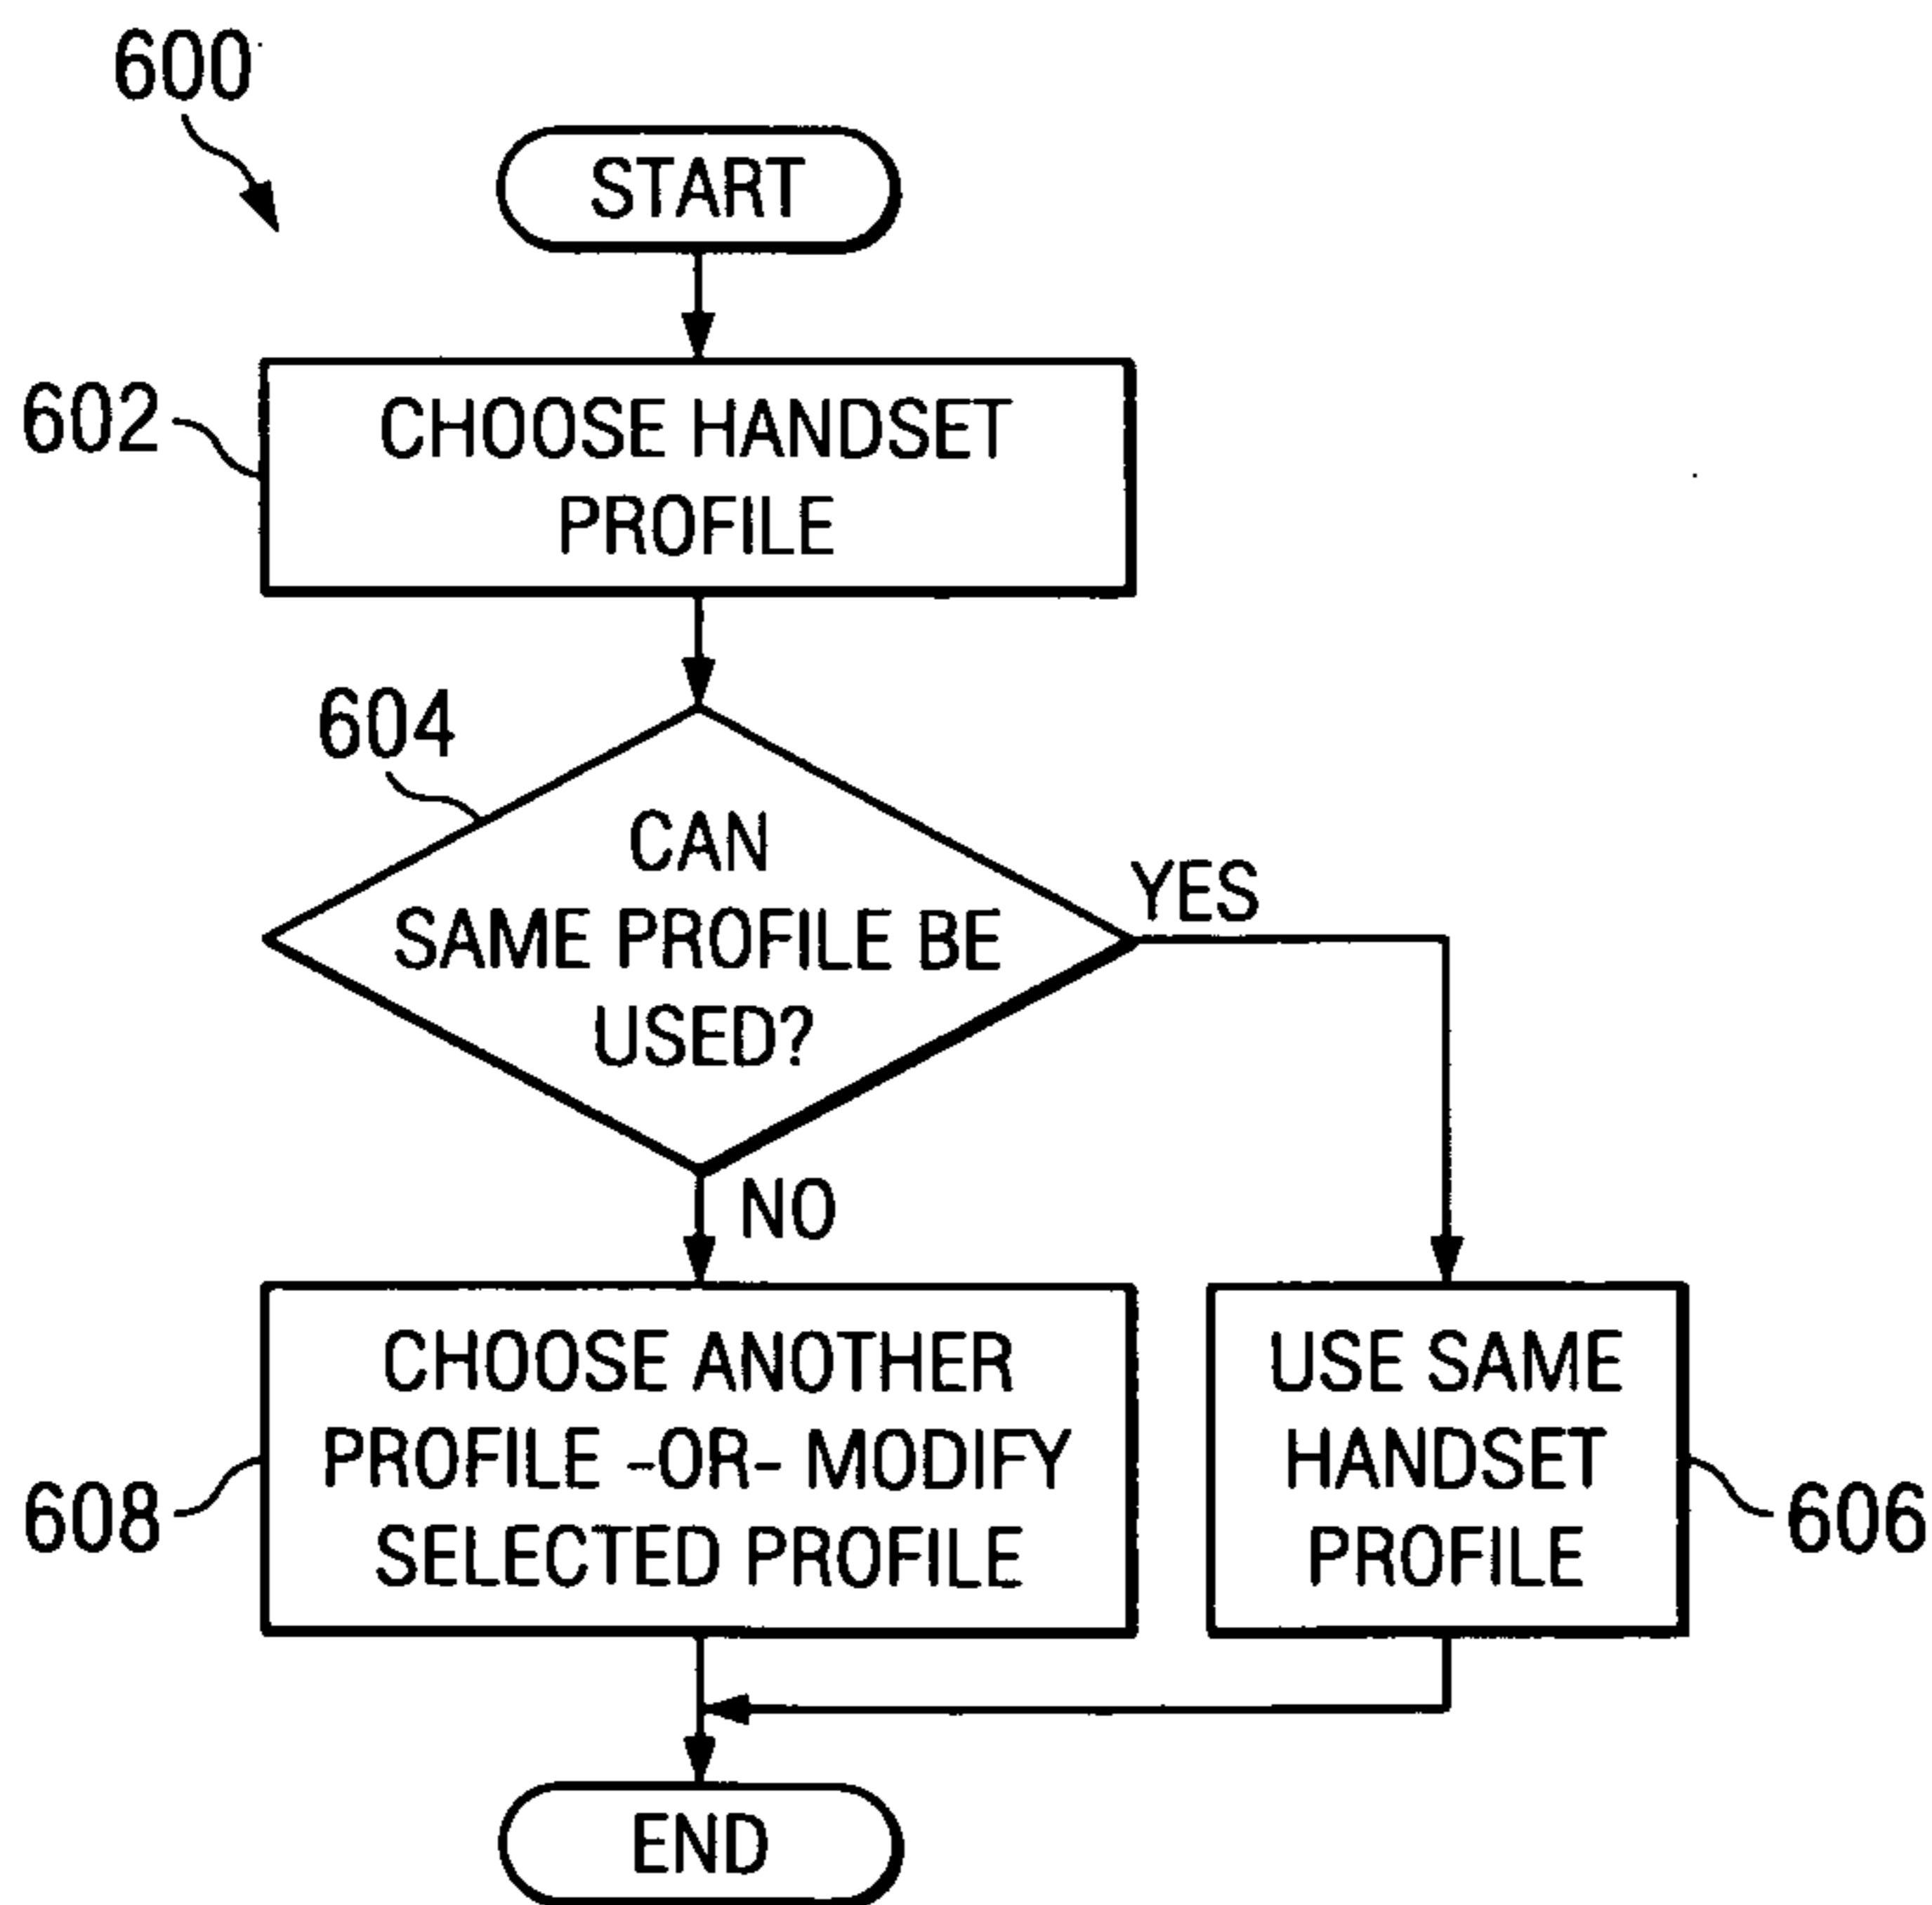 600
START
602
CHOOSE HANDSET
PROFILE
604
CAN
SAME PROFILE BE
USED?
YES
NO
CHOOSE ANOTHER
PROFILE -OR- MODIFY
SELECTED PROFILE
608
USE SAME
HANDSET
PROFILE
606
END